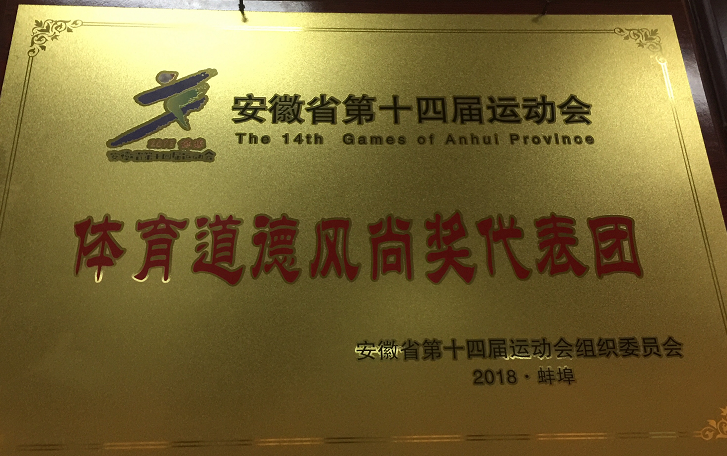 安徽省第十四届运动会
The 14th Games of Anhui Province
体育道德风尚奖代表团
安徽省第十四届运动会组织委员会
2018·蚌埠